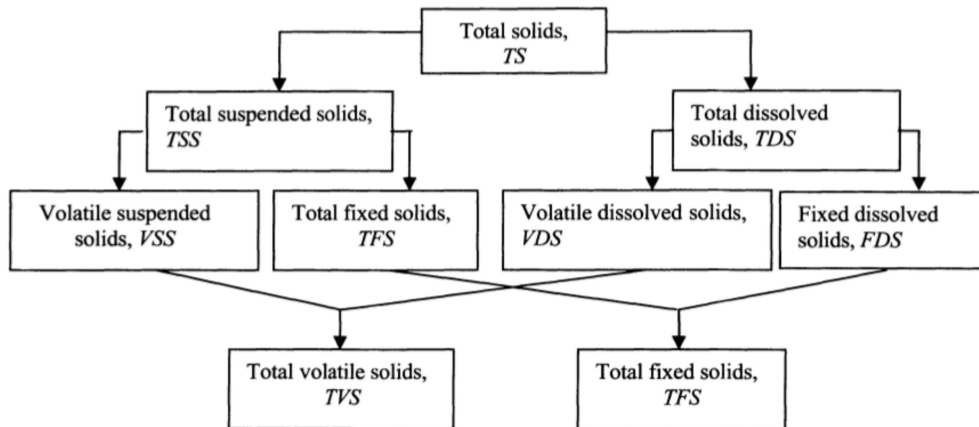 Total solids,
TS
Total suspended solids,
TSS
Total dissolved
solids, TDS
Volatile suspended
solids, VSS
Total fixed solids,
TFS
Volatile dissolved solids,
VDS
Fixed dissolved
solids, FDS
Total volatile solids,
TVS
Total fixed solids,
TFS